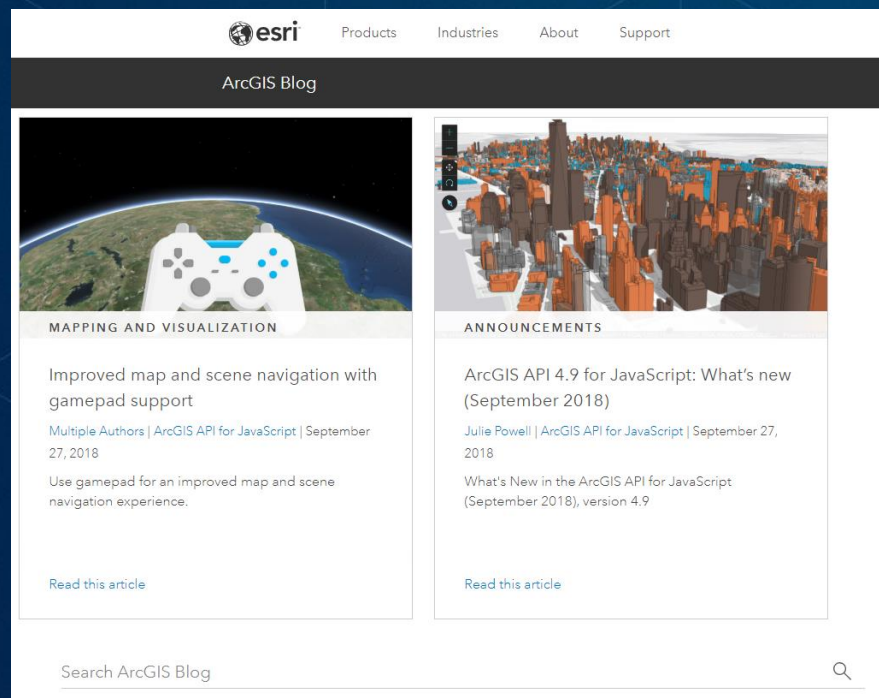 esri Products Industries About Support
ArcGIS Blog
MAPPING AND VISUALIZATION
Improved map and scene navigation with
gamepad support
Multiple Authors | ArcGIS API for JavaScript | September
27, 2018
Use gamepad for an improved map and scene
navigation experience.
Read this article
ANNOUNCEMENTS
ArcGIS API 4.9 for JavaScript: What's new
(September 2018)
Julie Powell | ArcGIS API for JavaScript | September 27,
2018
What's New in the ArcGIS API for JavaScript
(September 2018), version 4.9
Read this article
Search ArcGIS Blog